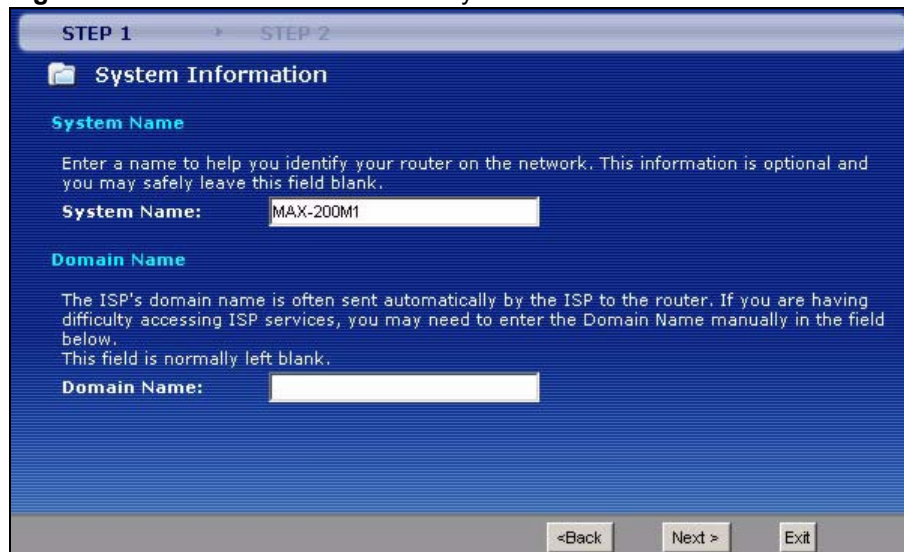 STEP 1 STEP 2
System Information
System Name
Enter a name to help you identify your router on the network. This information is optional and
you may safely leave this field blank.
System Name: MAX-200M1
Domain Name
The ISP's domain name is often sent automatically by the ISP to the router. If you are having
difficulty accessing ISP services, you may need to enter the Domain Name manually in the field
below.
This field is normally left blank.
Domain Name:
<Back Next > Exit